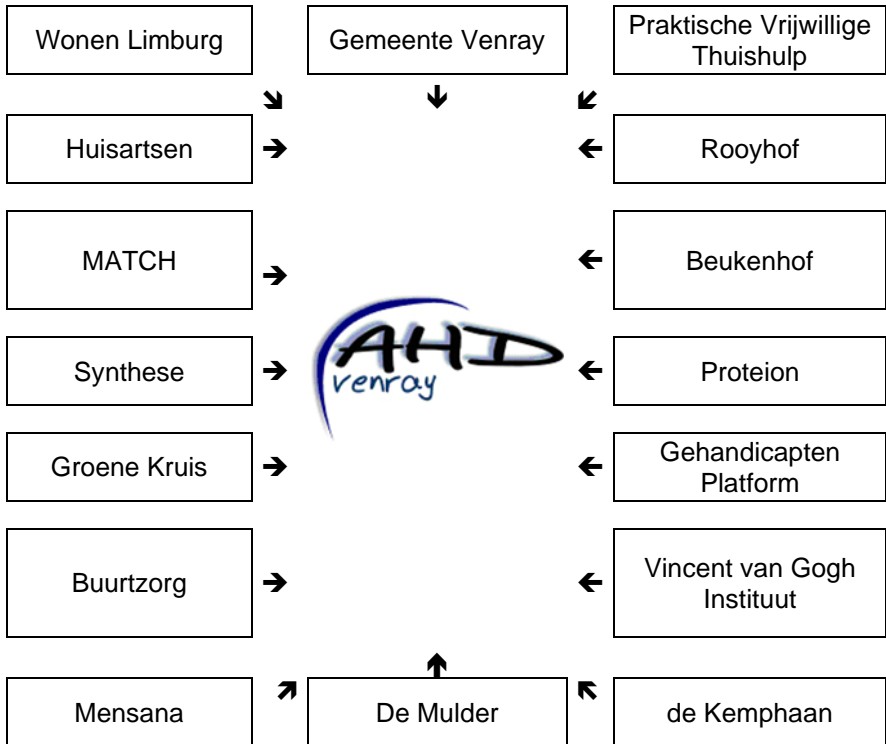 Wonen Limburg
Gemeente Venray
Praktische Vrijwillige
Thuishulp
Huisartsen
Rooyhof
MATCH
Beukenhof
AHD
venray
Synthese
Proteion
Groene Kruis
Gehandicapten
Platform
Buurtzorg
Vincent van Gogh
Instituut
Mensana
De Mulder
de Kemphaan